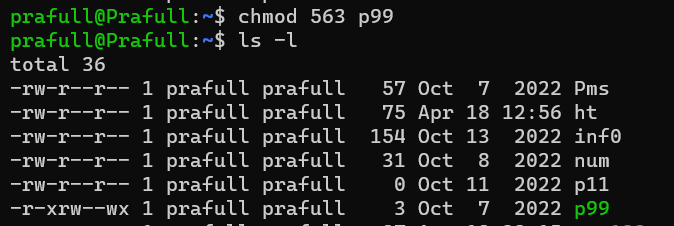 prafull@Prafull:~$ chmod 563 p99
prafull@Prafull:~$ ls -l
total 36
-rw-r--r-- 1 prafull prafull   57 Oct  7  2022 Pms
-rw-r--r-- 1 prafull prafull   75 Apr 18 12:56 ht
-rw-r--r-- 1 prafull prafull  154 Oct 13  2022 inf0
-rw-r--r-- 1 prafull prafull   31 Oct  8  2022 num
-rw-r--r-- 1 prafull prafull    0 Oct 11  2022 p11
-r-xrw--wx 1 prafull prafull    3 Oct  7  2022 p99